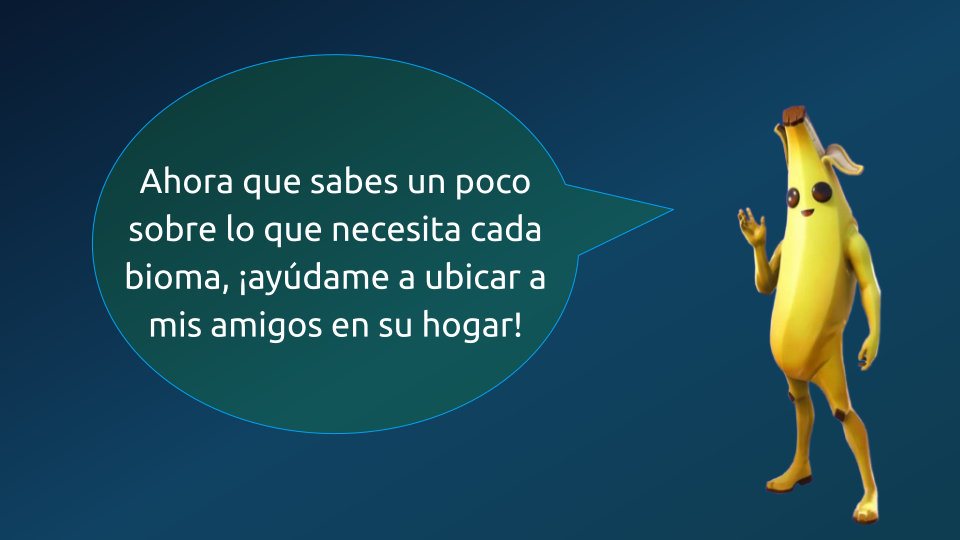 Ahora que sabes un poco
sobre lo que necesita cada
bioma, ¡ayúdame a ubicar a
mis amigos en su hogar!